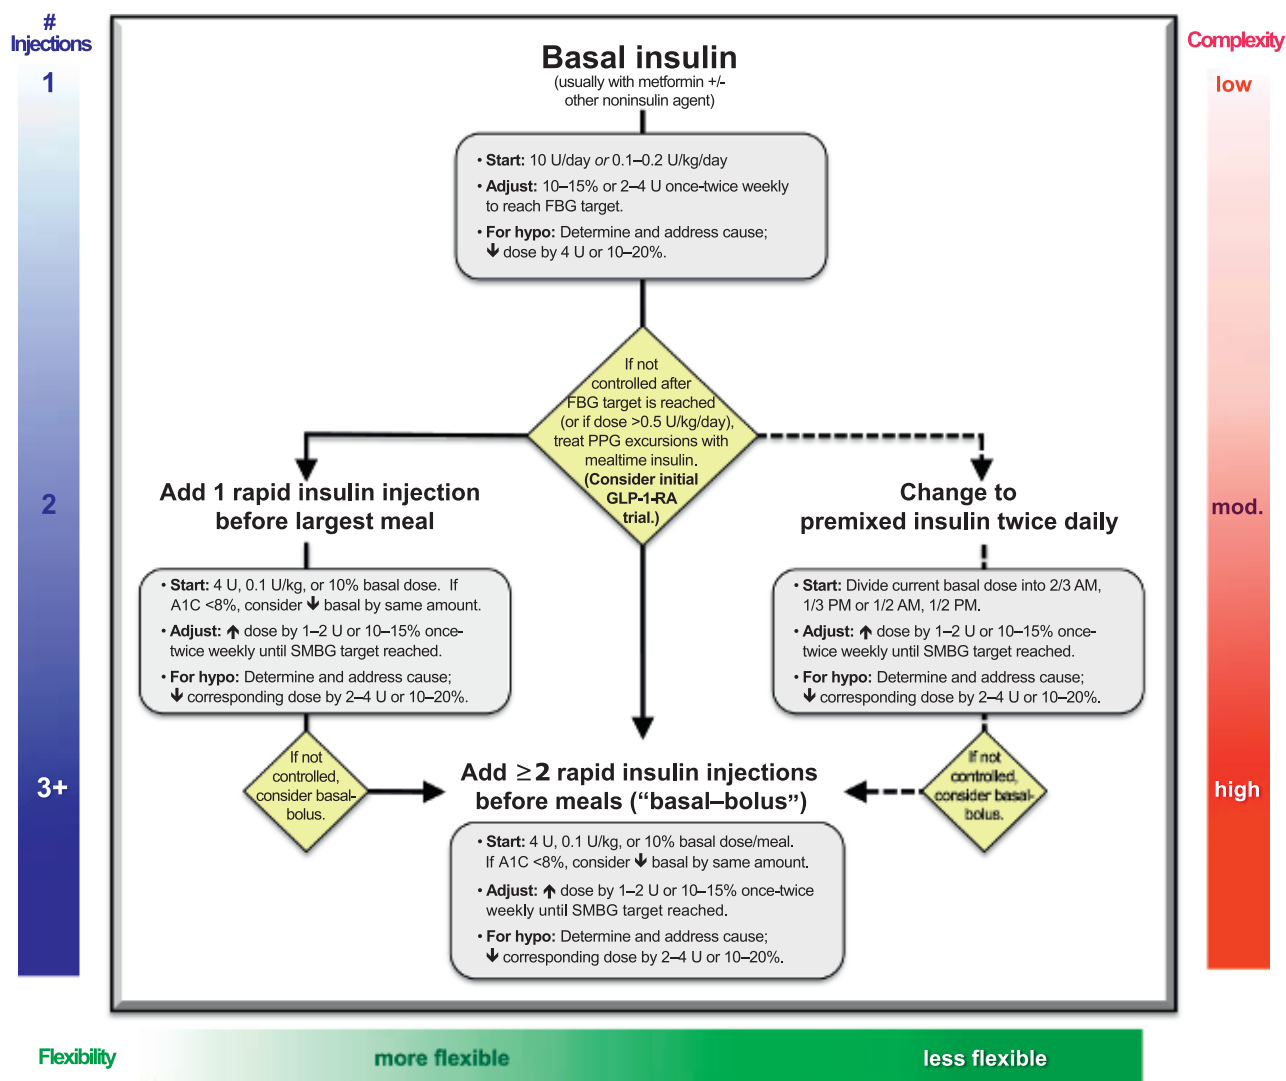 #
Injections
1
2
3+
Complexity
low
mod.
high
Basal insulin
(usually with metformin +/-
other noninsulin agent)
• Start: 10 U/day or 0.1–0.2 U/kg/day
• Adjust: 10–15% or 2–4 U once-twice weekly
to reach FBG target.
• For hypo: Determine and address cause;
↓ dose by 4 U or 10–20%.
If not
controlled after
FBG target is reached
(or if dose >0.5 U/kg/day),
treat PPG excursions with
mealtime insulin.
(Consider initial
GLP-1-RA
trial.)
Add 1 rapid insulin injection
before largest meal
• Start: 4 U, 0.1 U/kg, or 10% basal dose. If
A1C <8%, consider ↓ basal by same amount.
• Adjust: ↑ dose by 1–2 U or 10–15% once-
twice weekly until SMBG target reached.
• For hypo: Determine and address cause;
↓ corresponding dose by 2–4 U or 10–20%.
If not
controlled,
consider basal-
bolus.
Change to
premixed insulin twice daily
• Start: Divide current basal dose into 2/3 AM,
1/3 PM or 1/2 AM, 1/2 PM.
• Adjust: ↑ dose by 1–2 U or 10–15% once-
twice weekly until SMBG target reached.
• For hypo: Determine and address cause;
↓ corresponding dose by 2–4 U or 10–20%.
If not
controlled,
consider basal-
bolus.
Add ≥2 rapid insulin injections
before meals (“basal–bolus”)
• Start: 4 U, 0.1 U/kg, or 10% basal dose/meal.
If A1C <8%, consider ↓ basal by same amount.
• Adjust: ↑ dose by 1–2 U or 10–15% once-twice
weekly until SMBG target reached.
• For hypo: Determine and address cause;
↓ corresponding dose by 2–4 U or 10–20%.
Flexibility
more flexible
less flexible